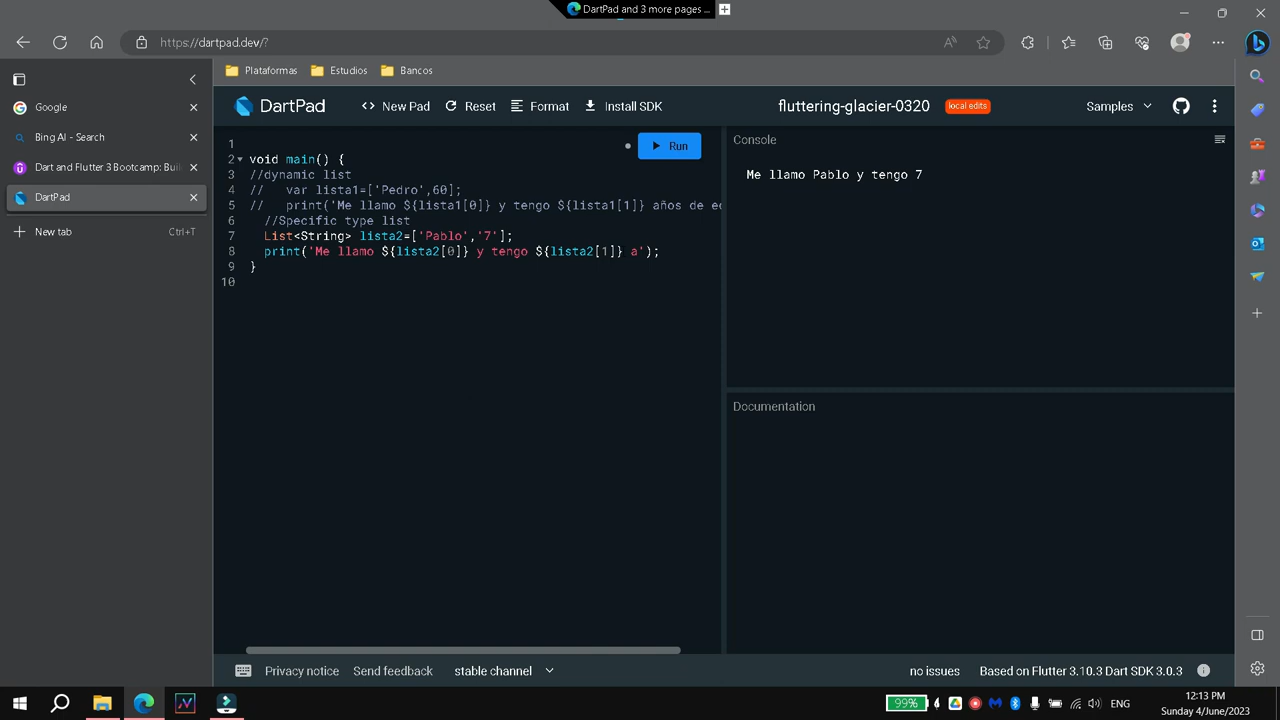 DartPad and 3 more pages ...
https://dartpad.dev/?
Plataformas
Estudios
Bancos
Google
Bing AI - Search
Dart and Flutter 3 Bootcamp: Buil
DartPad
New tab
Ctrl+T
DartPad
<> New Pad
Reset
Format
Install SDK
fluttering-glacier-0320
local edits
Samples
Run
1
2 void main() {
3 //dynamic list
4 //   var lista1=['Pedro',60];
5 //   print('Me llamo ${lista1[0]} y tengo ${lista1[1]} años de ec
6   //Specific type list
7   List<String> lista2=['Pablo','7'];
8   print('Me llamo ${lista2[0]} y tengo ${lista2[1]} a');
9 }
10
Console
Me llamo Pablo y tengo 7
Documentation
Privacy notice
Send feedback
stable channel
no issues
Based on Flutter 3.10.3 Dart SDK 3.0.3
99%
ENG
12:13 PM
Sunday 4/June/2023